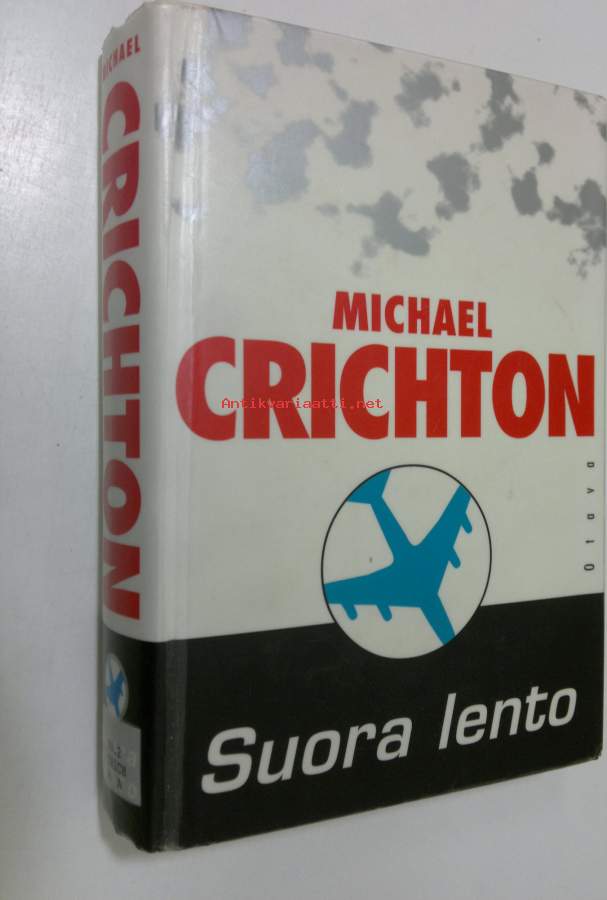 MICHAEL
CRICHTON
MICHAEL
CRICHTON
Antikvariaatti.net
Otava
Suora lento